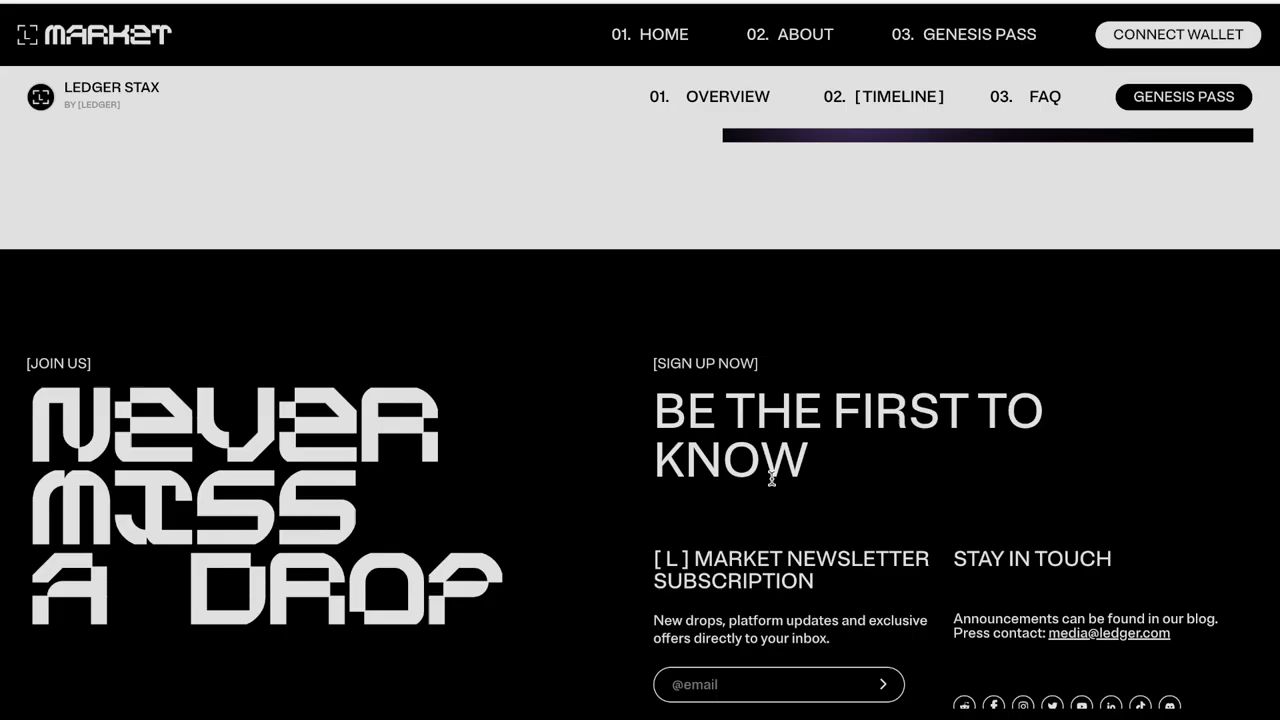 [L] MARKET
01. HOME
02. ABOUT
03. GENESIS PASS
CONNECT WALLET
LEDGER STAX
BY [LEDGER]
01. OVERVIEW
02. [TIMELINE]
03. FAQ
GENESIS PASS
[JOIN US]
NEVER
MISS
A DROP
[SIGN UP NOW]
BE THE FIRST TO
KNOW
[ L ] MARKET NEWSLETTER
SUBSCRIPTION
New drops, platform updates and exclusive
offers directly to your inbox.
@email
STAY IN TOUCH
Announcements can be found in our blog.
Press contact: media@ledger.com